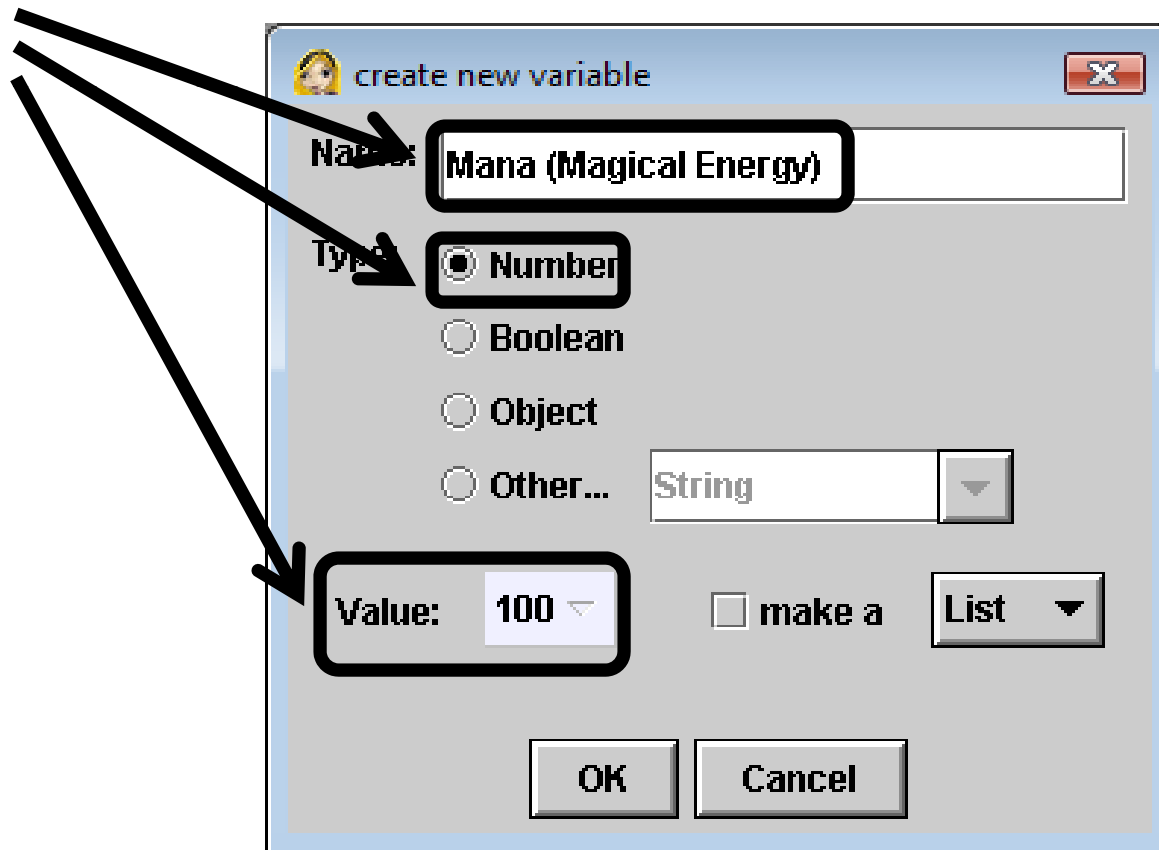 create new variable
Name: Mana (Magical Energy)
Type: Number
Boolean
Object
Other... String
Value: 100 make a List
OK Cancel